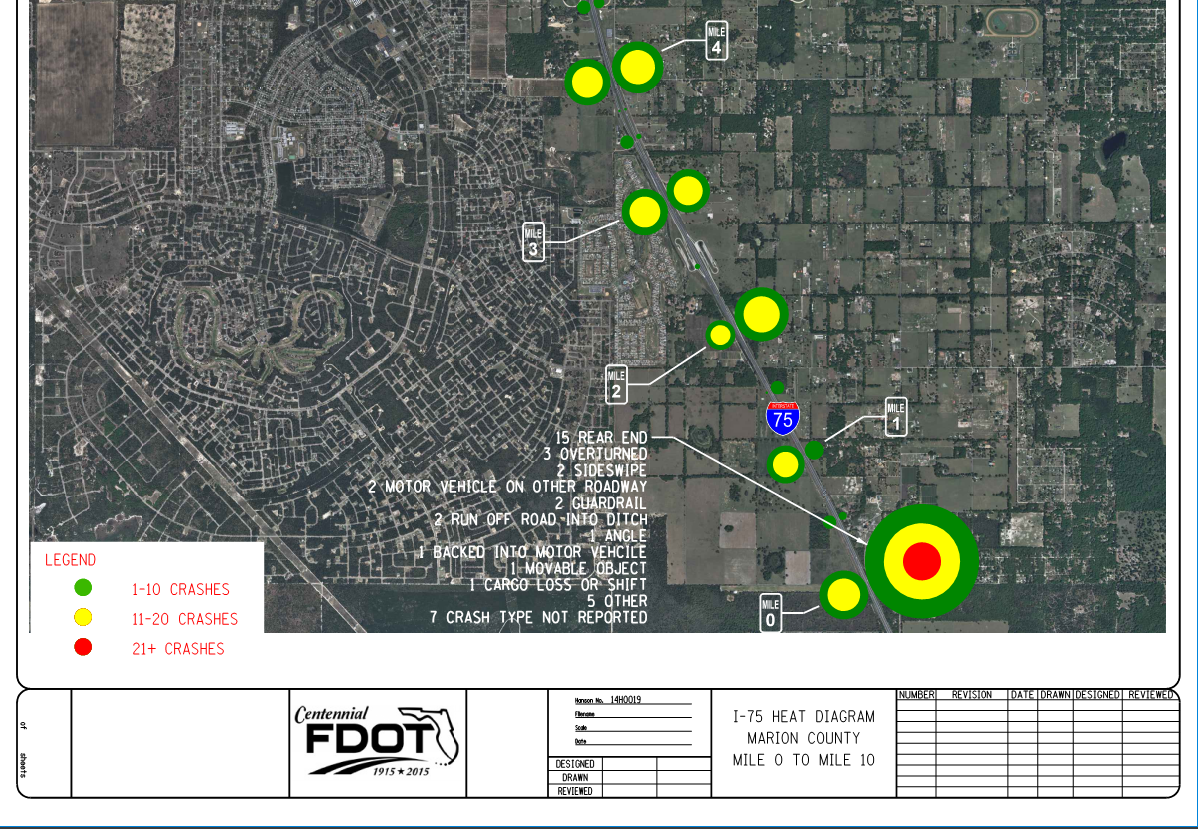 MILE
4
MILE
3
MILE
2
INTERSTATE
75
MILE
1
15 REAR END
3 OVERTURNED
2 SIDESWIPE
2 MOTOR VEHICLE ON OTHER ROADWAY
2 GUARDRAIL
2 RUN OFF ROAD INTO DITCH
1 ANGLE
1 BACKED INTO MOTOR VEHCILE
1 MOVABLE OBJECT
1 CARGO LOSS OR SHIFT
5 OTHER
7 CRASH TYPE NOT REPORTED
MILE
0
LEGEND
1-10 CRASHES
11-20 CRASHES
21+ CRASHES
of sheets
Centennial
FDOT
1915 ★ 2015
Hanson No. 14H0019
Filename
Scale
Date
DESIGNED
DRAWN
REVIEWED
I-75 HEAT DIAGRAM
MARION COUNTY
MILE 0 TO MILE 10
NUMBER REVISION DATE DRAWN DESIGNED REVIEWED